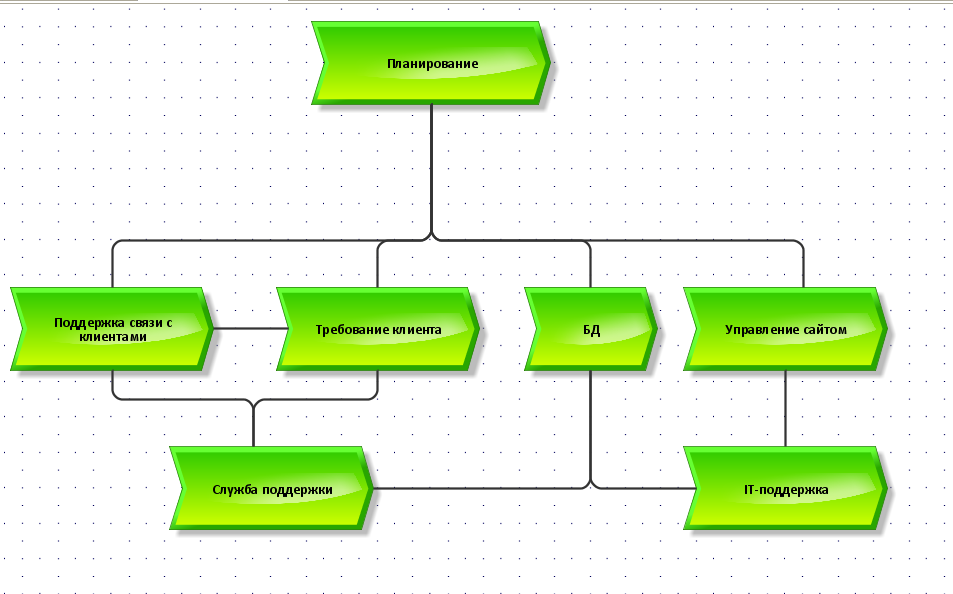 Планирование
Поддержка связи с
клиентами
Требование клиента
БД
Управление сайтом
Служба поддержки
IT-поддержка